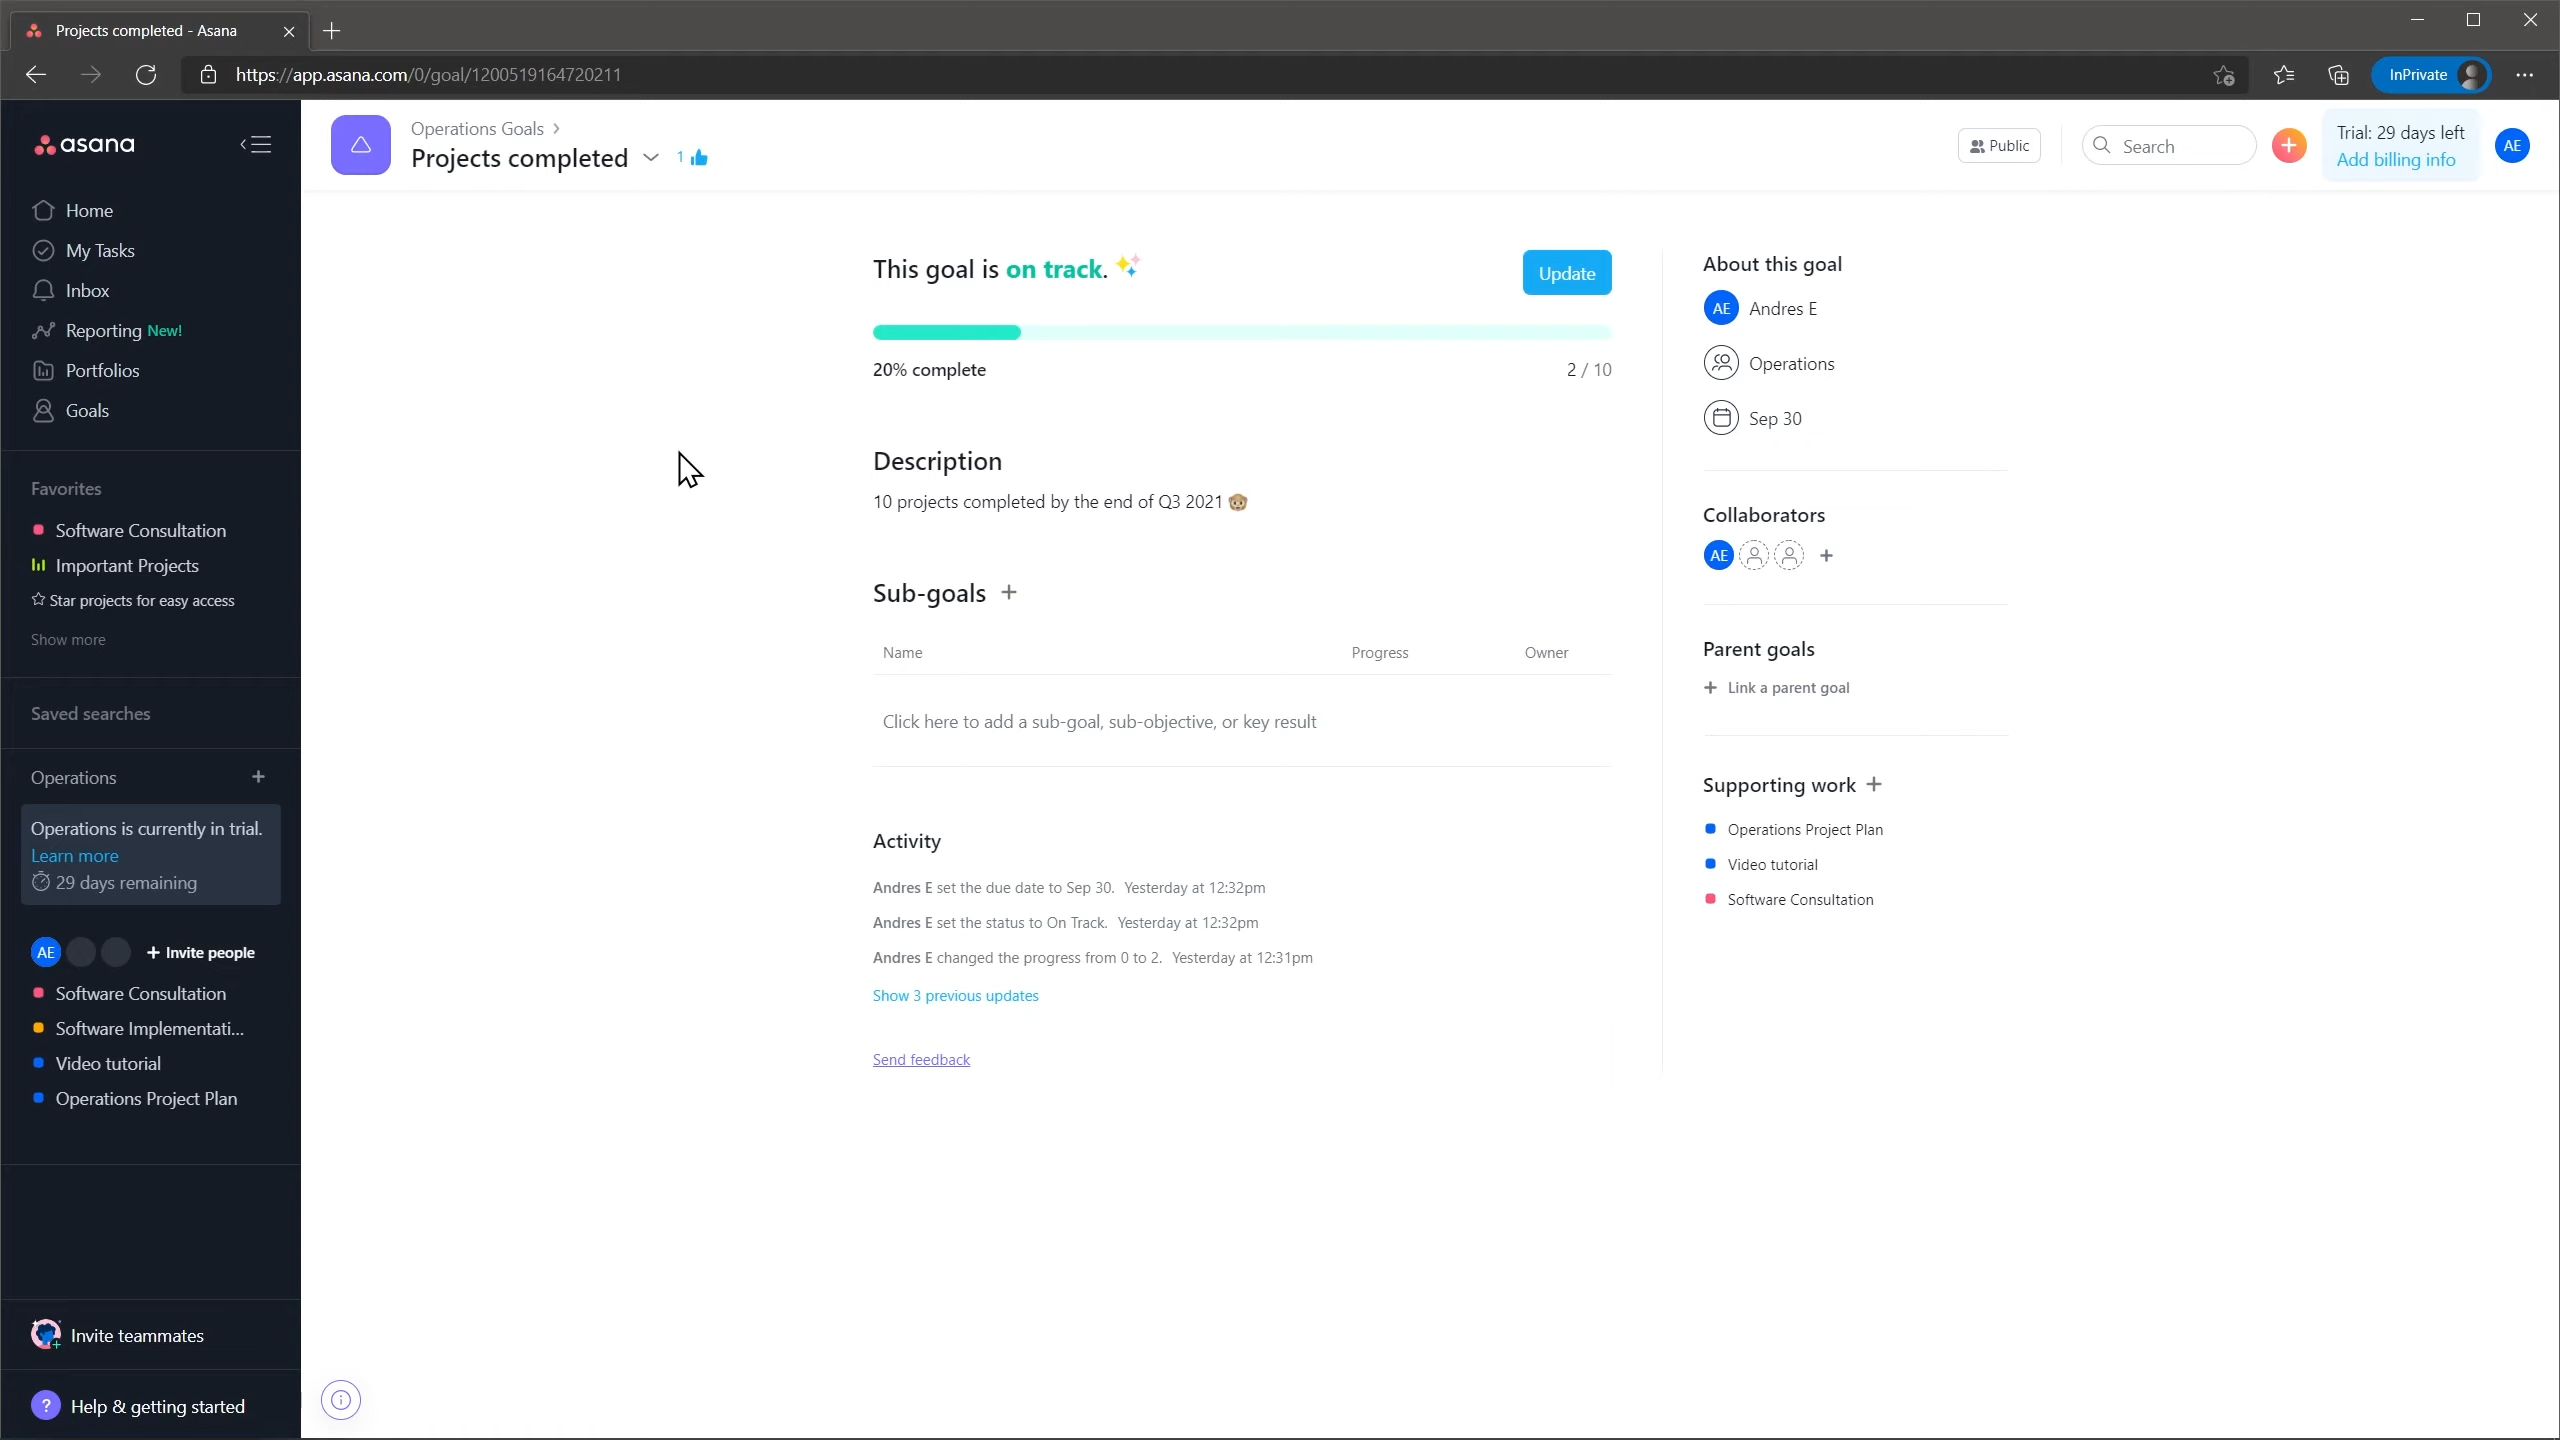 Projects completed - Asana
https://app.asana.com/0/goal/1200519164720211
InPrivate
asana
Home
My Tasks
Inbox
Reporting New!
Portfolios
Goals
Favorites
Software Consultation
Important Projects
Star projects for easy access
Show more
Saved searches
Operations
Operations is currently in trial.
Learn more
29 days remaining
AE
Invite people
Software Consultation
Software Implementati...
Video tutorial
Operations Project Plan
Invite teammates
? Help & getting started
Operations Goals
Projects completed
1
Public
Search
Trial: 29 days left
Add billing info
AE
This goal is on track.
Update
20% complete
2 / 10
Description
10 projects completed by the end of Q3 2021
Sub-goals
Name Progress Owner
Click here to add a sub-goal, sub-objective, or key result
Activity
Andres E set the due date to Sep 30. Yesterday at 12:32pm
Andres E set the status to On Track. Yesterday at 12:32pm
Andres E changed the progress from 0 to 2. Yesterday at 12:31pm
Show 3 previous updates
Send feedback
About this goal
AE Andres E
Operations
Sep 30
Collaborators
AE
Parent goals
Link a parent goal
Supporting work
Operations Project Plan
Video tutorial
Software Consultation